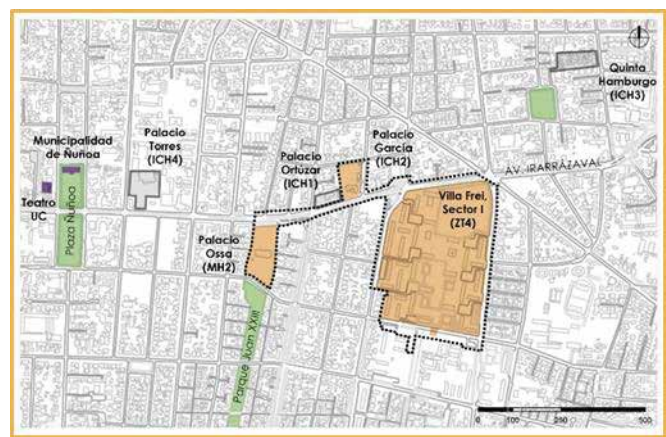 Quinta
Hamburgo
(ICH3)
Palacio
Torres
(ICH4)
Municipalidad
de Ñuñoa
Palacio
García
(ICH2)
Palacio
Ortúzar
(ICH1)
AV. IRARRÁZAVAL
Villa Frei,
Sector I
(ZT4)
Teatro
UC
Plaza Ñuñoa
Palacio
Ossa
(MH2)
Parque Juan XXIII
0 100 250 500